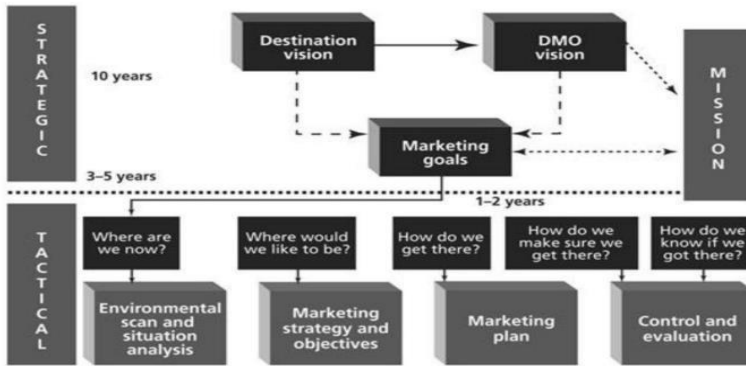 STRATEGIC
10 years
3–5 years
Destination
vision
DMO
vision
Marketing
goals
MISSION
1–2 years
TACTICAL
Where are
we now?
Where would
we like to be?
How do we
get there?
How do we
make sure we
get there?
How do we
know if we
got there?
Environmental
scan and
situation
analysis
Marketing
strategy and
objectives
Marketing
plan
Control and
evaluation